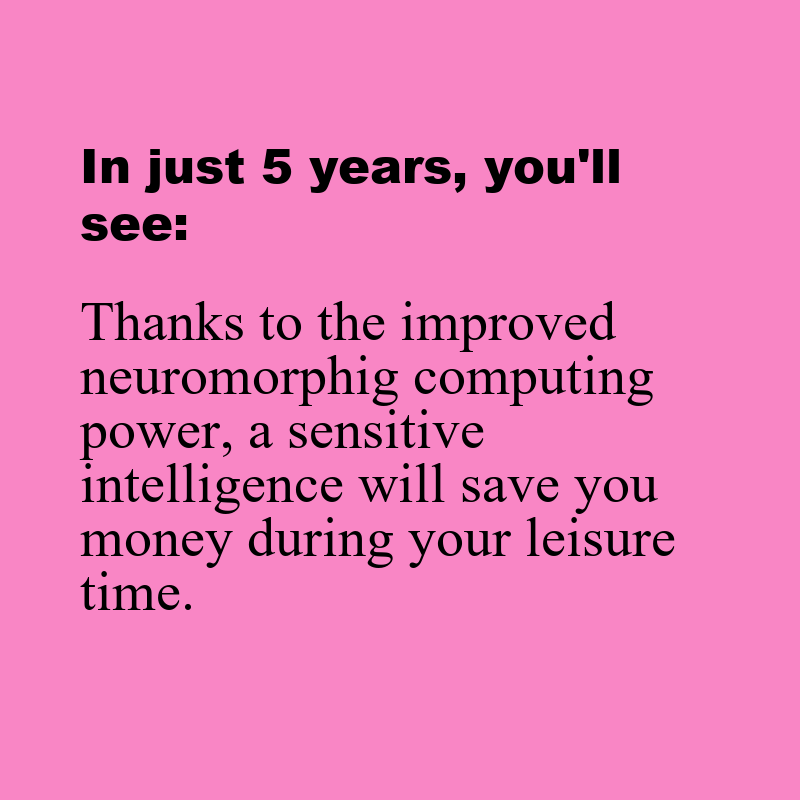 In just 5 years, you'll
see:
Thanks to the improved
neuromorphig computing
power, a sensitive
intelligence will save you
money during your leisure
time.